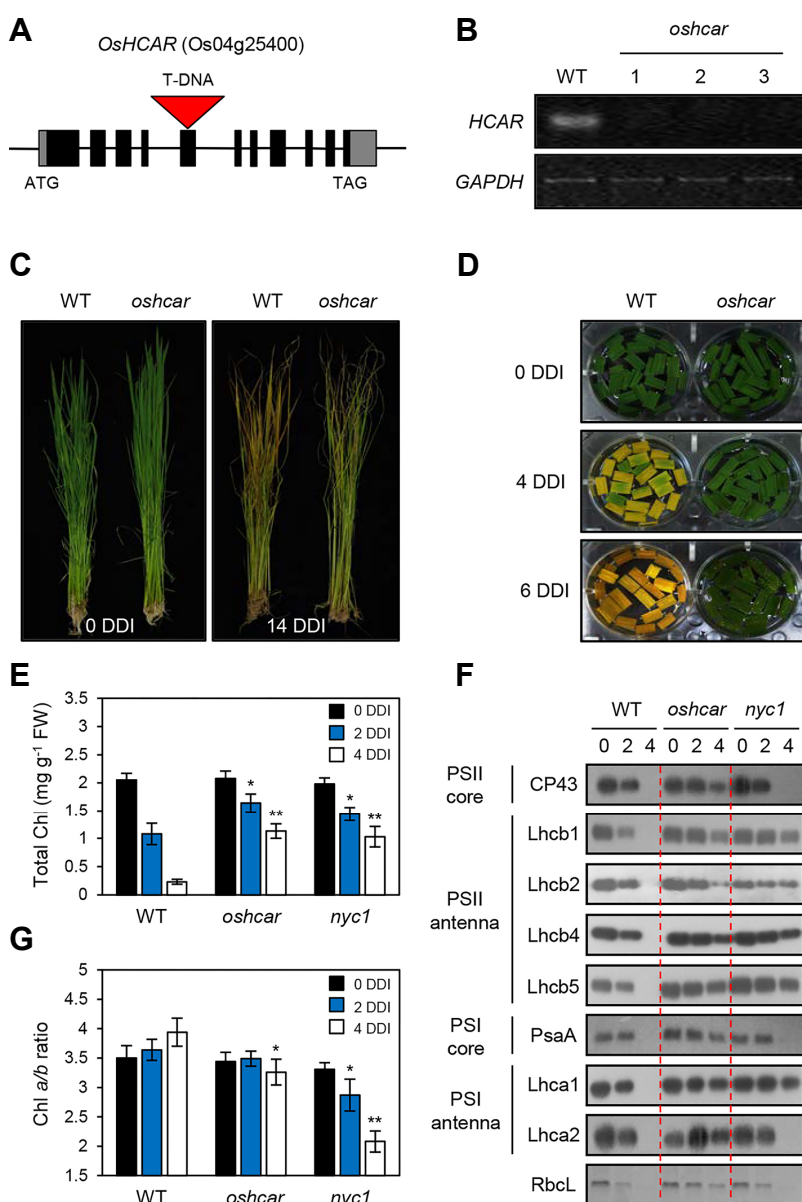 A
OsHCAR (Os04g25400)
T-DNA
ATG
TAG
B
oshcar
WT
1
2
3
HCAR
GAPDH
C
WT
oshcar
WT
oshcar
0 DDI
14 DDI
D
WT
oshcar
0 DDI
4 DDI
6 DDI
E
Total Chl (mg g-1 FW)
3.5
3
2.5
2
1.5
1
0.5
0
0 DDI
2 DDI
4 DDI
*
**
*
**
WT
oshcar
nyc1
F
WT
oshcar
nyc1
0 2 4 0 2 4 0 2 4
PSII core
CP43
PSII antenna
Lhcb1
Lhcb2
Lhcb4
Lhcb5
PSI core
PsaA
PSI antenna
Lhca1
Lhca2
RbcL
G
Chl a/b ratio
5
4.5
4
3.5
3
2.5
2
1.5
0 DDI
2 DDI
4 DDI
*
*
**
WT
oshcar
nyc1